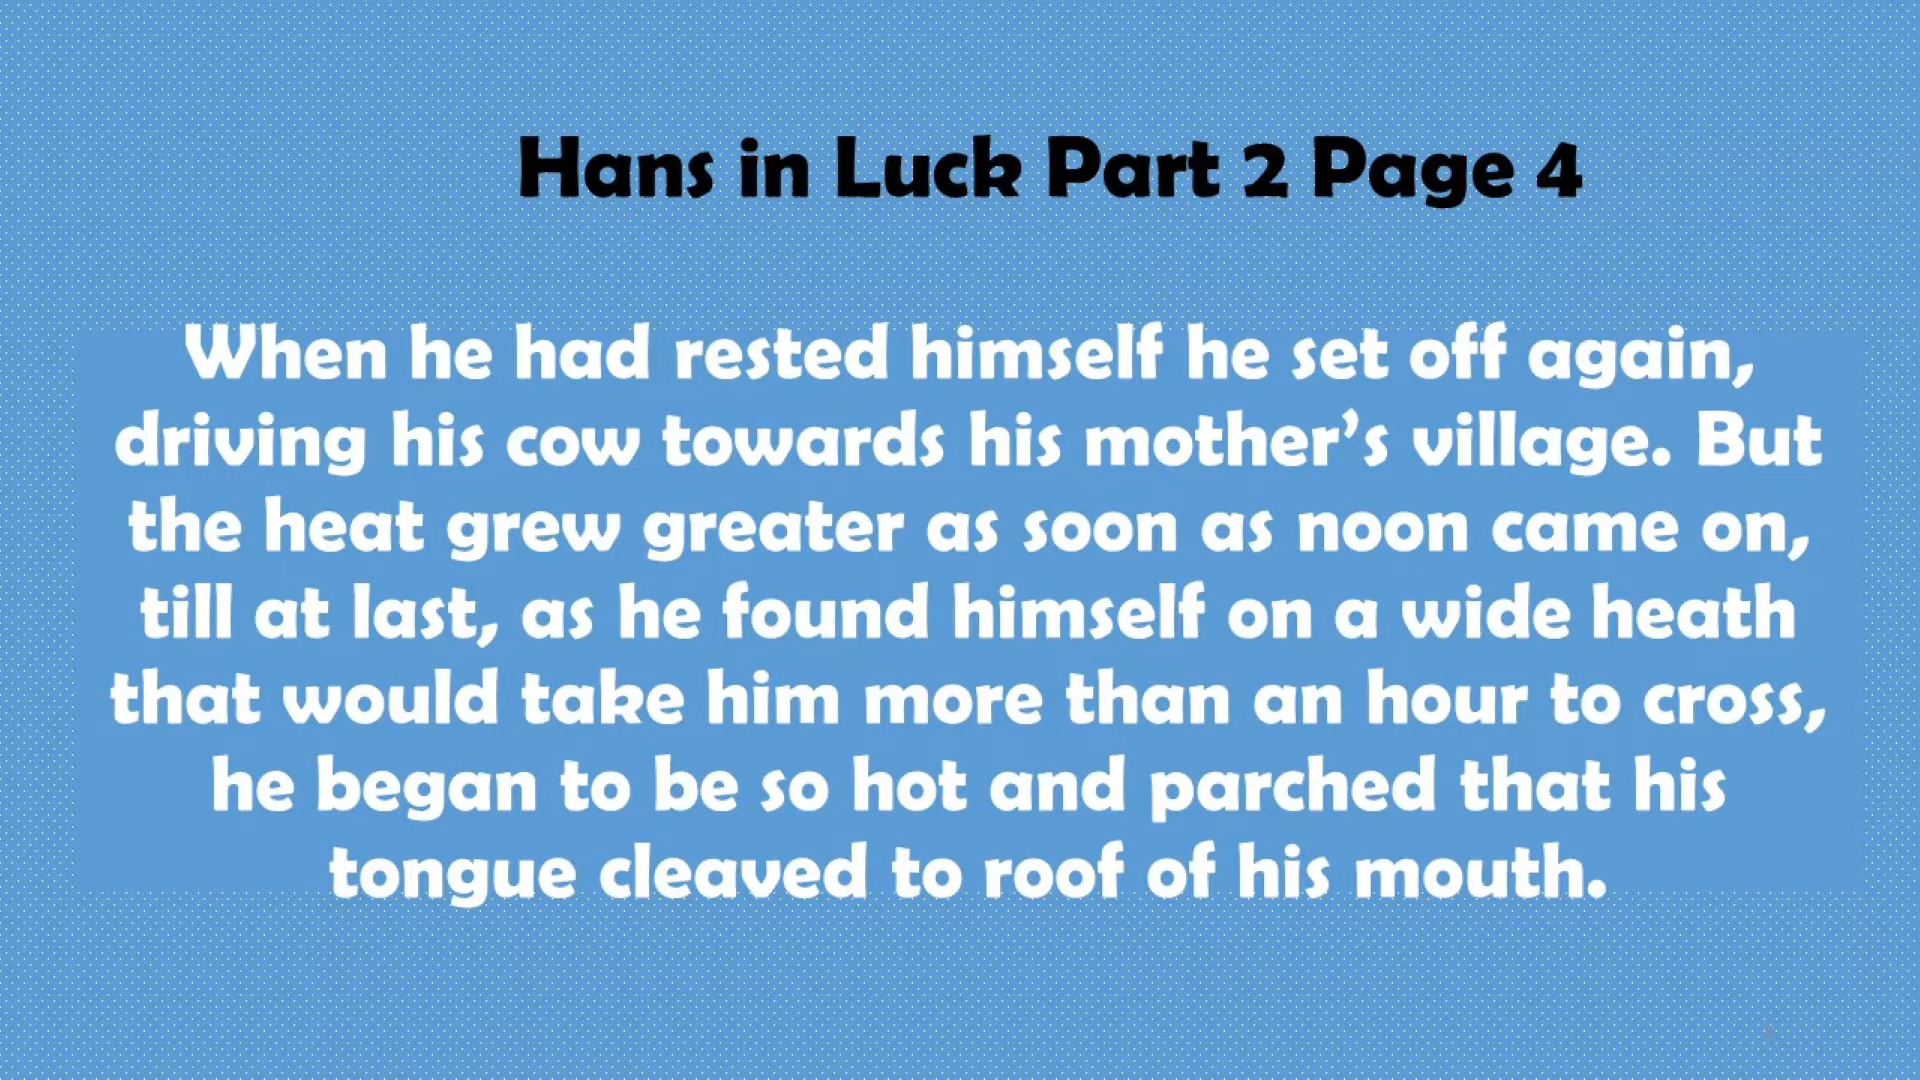 Hans in Luck Part 2 Page 4
When he had rested himself he set off again,
driving his cow towards his mother’s village. But
the heat grew greater as soon as noon came on,
till at last, as he found himself on a wide heath
that would take him more than an hour to cross,
he began to be so hot and parched that his
tongue cleaved to roof of his mouth.